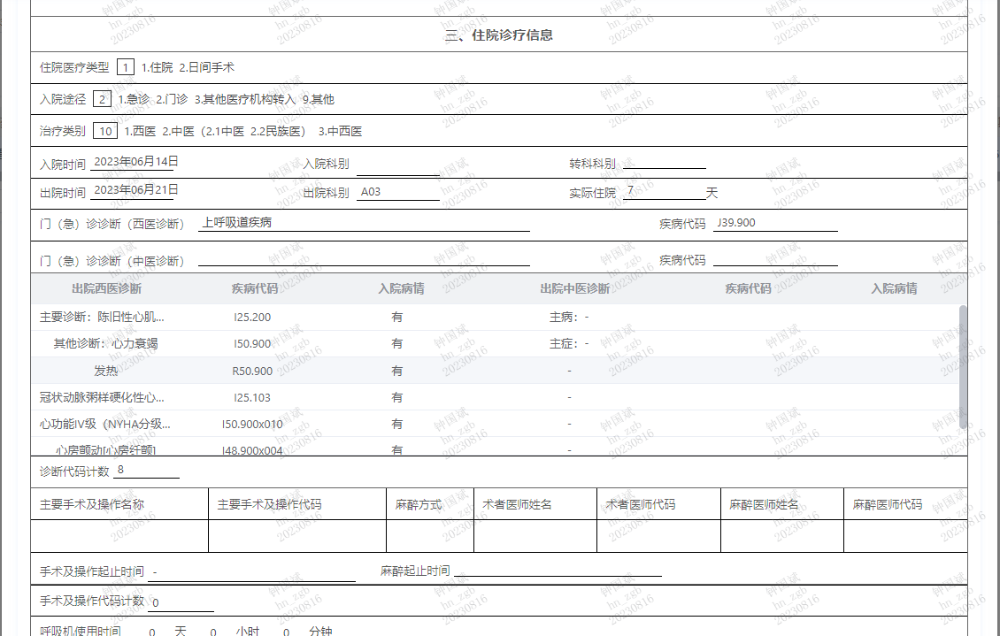 三、住院诊疗信息
住院医疗类型 1 1.住院 2.日间手术
入院途径 2 1.急诊 2.门诊 3.其他医疗机构转入 9.其他
治疗类别 10 1.西医 2.中医（2.1中医 2.2民族医） 3.中西医
入院时间 2023年06月14日 入院科别 转科科别
出院时间 2023年06月21日 出院科别 A03 实际住院 7 天
门（急）诊诊断（西医诊断） 上呼吸道疾病 疾病代码 J39.900
门（急）诊诊断（中医诊断） 疾病代码
出院西医诊断 疾病代码 入院病情 出院中医诊断 疾病代码 入院病情
主要诊断：陈旧性心肌... I25.200 有 主病：-
其他诊断：心力衰竭 I50.900 有 主症：-
发热 R50.900 有 -
冠状动脉粥样硬化性心... I25.103 有 -
心功能IV级（NYHA分级... I50.900x010 有 -
心房颤动[心房纤颤] I48.900x004 有 -
诊断代码计数 8
主要手术及操作名称 主要手术及操作代码 麻醉方式 术者医师姓名 术者医师代码 麻醉医师姓名 麻醉医师代码
手术及操作起止时间 - 麻醉起止时间
手术及操作代码计数 0
呼吸机使用时间 0 天 0 小时 0 分钟
钟国斌
hn_zgb
20230816